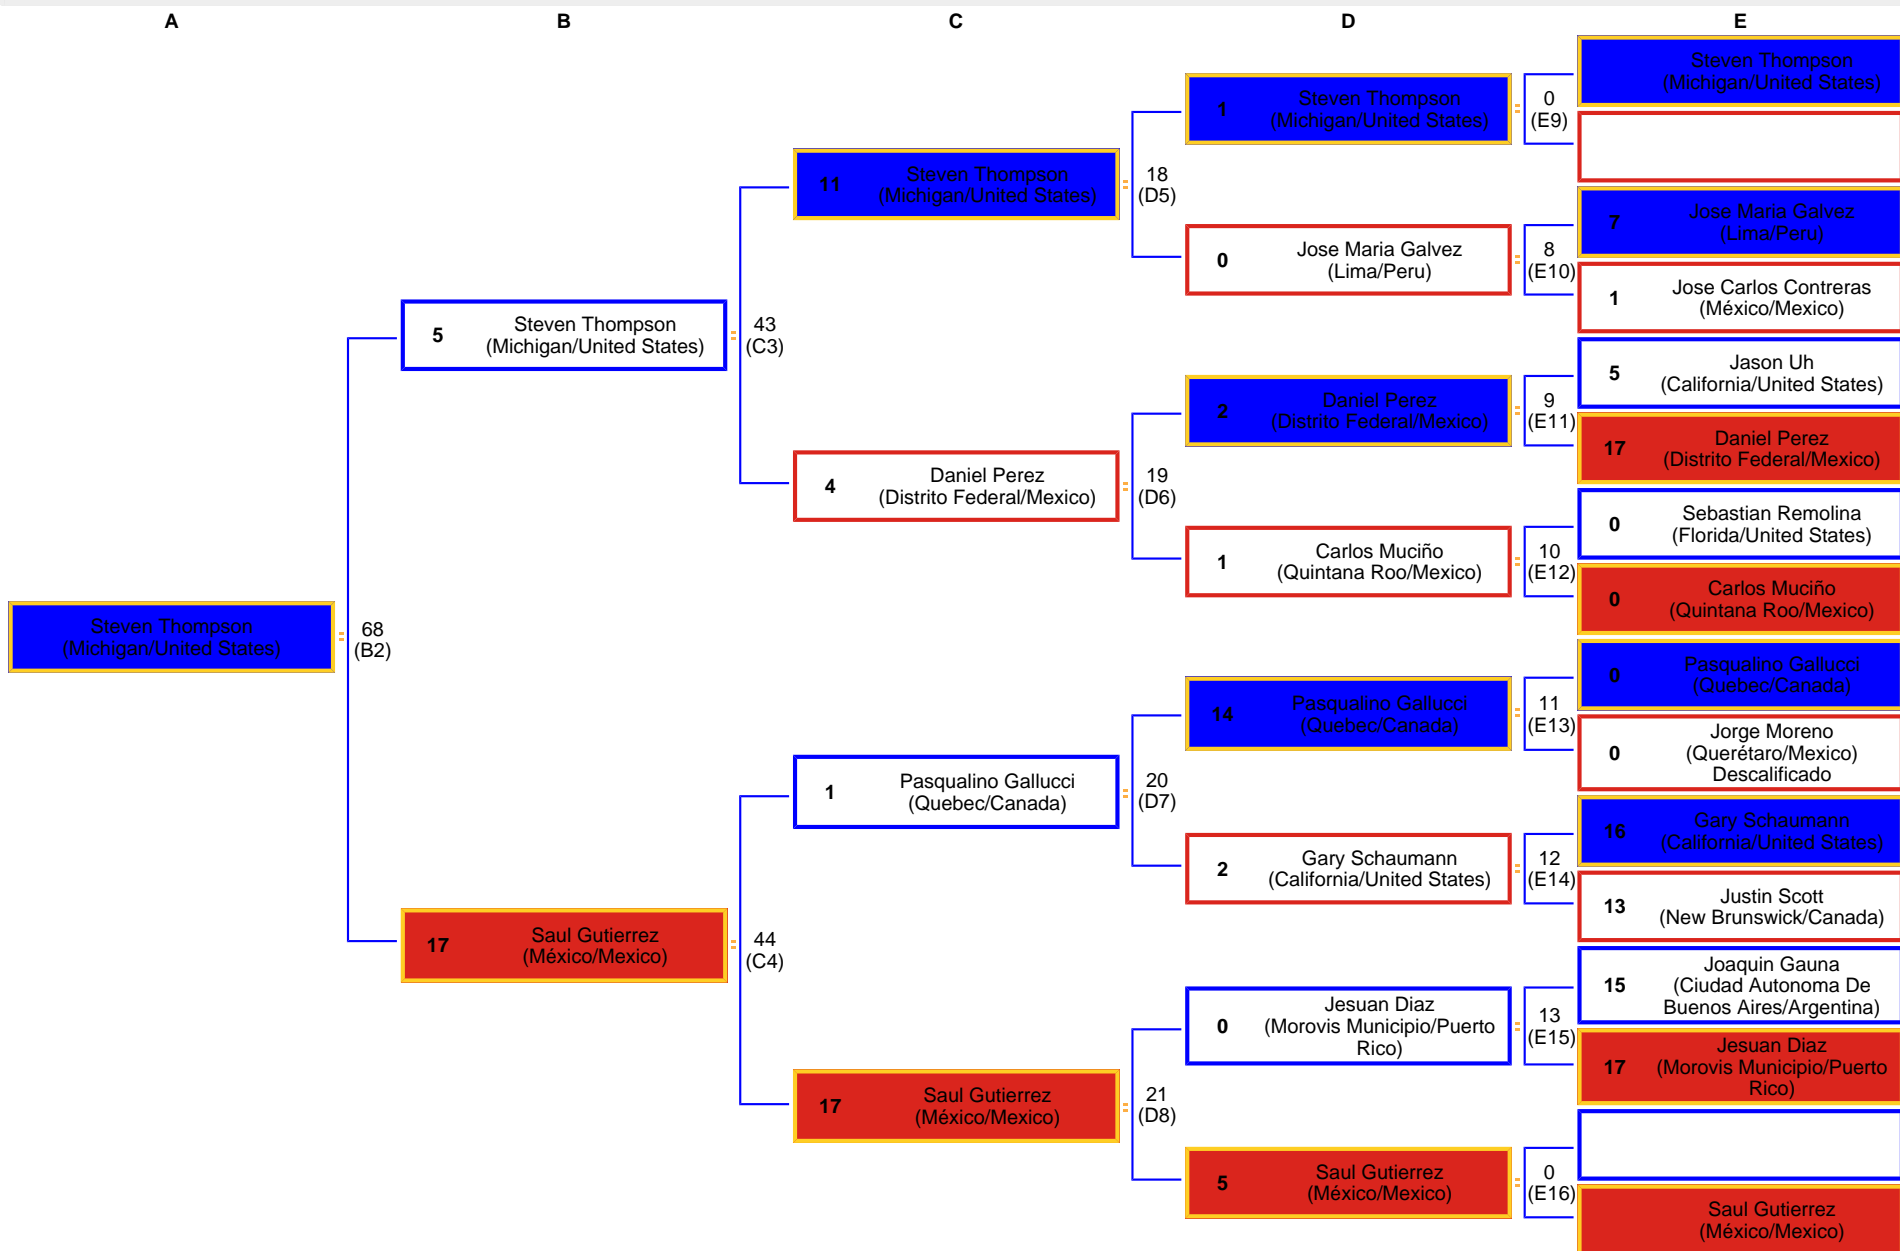 A
B
C
D
E
Steven Thompson
(Michigan/United States)
68
(B2)
5
Steven Thompson
(Michigan/United States)
43
(C3)
17
Saul Gutierrez
(México/Mexico)
44
(C4)
11
Steven Thompson
(Michigan/United States)
18
(D5)
4
Daniel Perez
(Distrito Federal/Mexico)
19
(D6)
1
Pasqualino Gallucci
(Quebec/Canada)
20
(D7)
17
Saul Gutierrez
(México/Mexico)
21
(D8)
1
Steven Thompson
(Michigan/United States)
0
(E9)
0
Jose Maria Galvez
(Lima/Peru)
8
(E10)
2
Daniel Perez
(Distrito Federal/Mexico)
9
(E11)
1
Carlos Muciño
(Quintana Roo/Mexico)
10
(E12)
14
Pasqualino Gallucci
(Quebec/Canada)
11
(E13)
2
Gary Schaumann
(California/United States)
12
(E14)
0
Jesuan Diaz
(Morovis Municipio/Puerto
Rico)
13
(E15)
5
Saul Gutierrez
(México/Mexico)
0
(E16)
Steven Thompson
(Michigan/United States)
7
Jose Maria Galvez
(Lima/Peru)
1
Jose Carlos Contreras
(México/Mexico)
5
Jason Uh
(California/United States)
17
Daniel Perez
(Distrito Federal/Mexico)
0
Sebastian Remolina
(Florida/United States)
0
Carlos Muciño
(Quintana Roo/Mexico)
0
Pasqualino Gallucci
(Quebec/Canada)
0
Jorge Moreno
(Querétaro/Mexico)
Descalificado
16
Gary Schaumann
(California/United States)
13
Justin Scott
(New Brunswick/Canada)
15
Joaquin Gauna
(Ciudad Autonoma De
Buenos Aires/Argentina)
17
Jesuan Diaz
(Morovis Municipio/Puerto
Rico)
Saul Gutierrez
(México/Mexico)